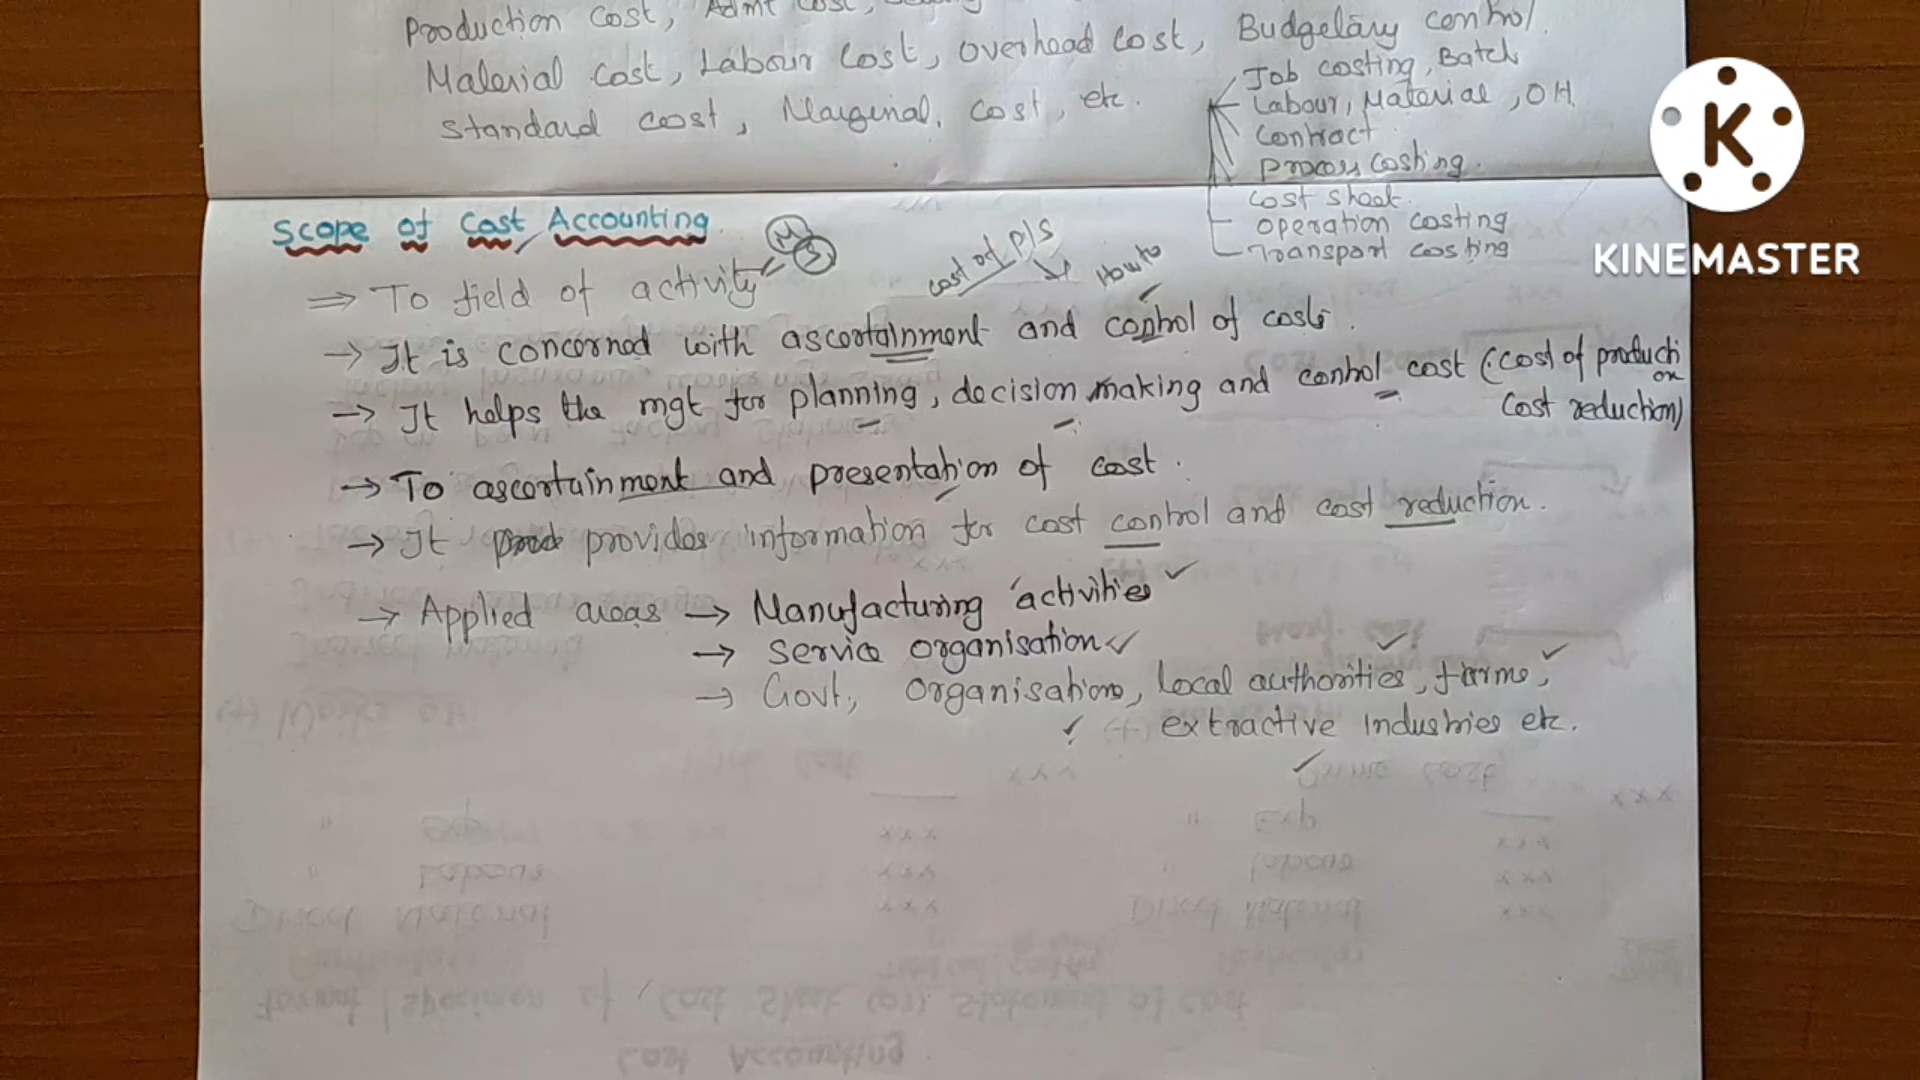 Production Cost, Admt Cost,
Material Cost, Labour Cost, Overhead Cost, Budgetary control.
Standard cost, Marginal. Cost, etc.
Job costing, Batch
Labour, Material, OH
Contract
Process Costing.
Cost Sheet.
Operation costing
Transport costing
Scope of Cost Accounting
M
S
⇒ To field of activity
cost of P/S
How to
→ It is concerned with ascertainment and control of costs.
→ It helps the mgt for planning, decision making and control cost (cost of producti
on
Cost reduction)
→ To ascertainment and presentation of cost.
→ It provides information for cost control and cost reduction.
→ Applied areas → Manufacturing activities
→ Service organisation
→ Govt, Organisations, Local authorities, farms,
extractive industries etc.
K
KINEMASTER